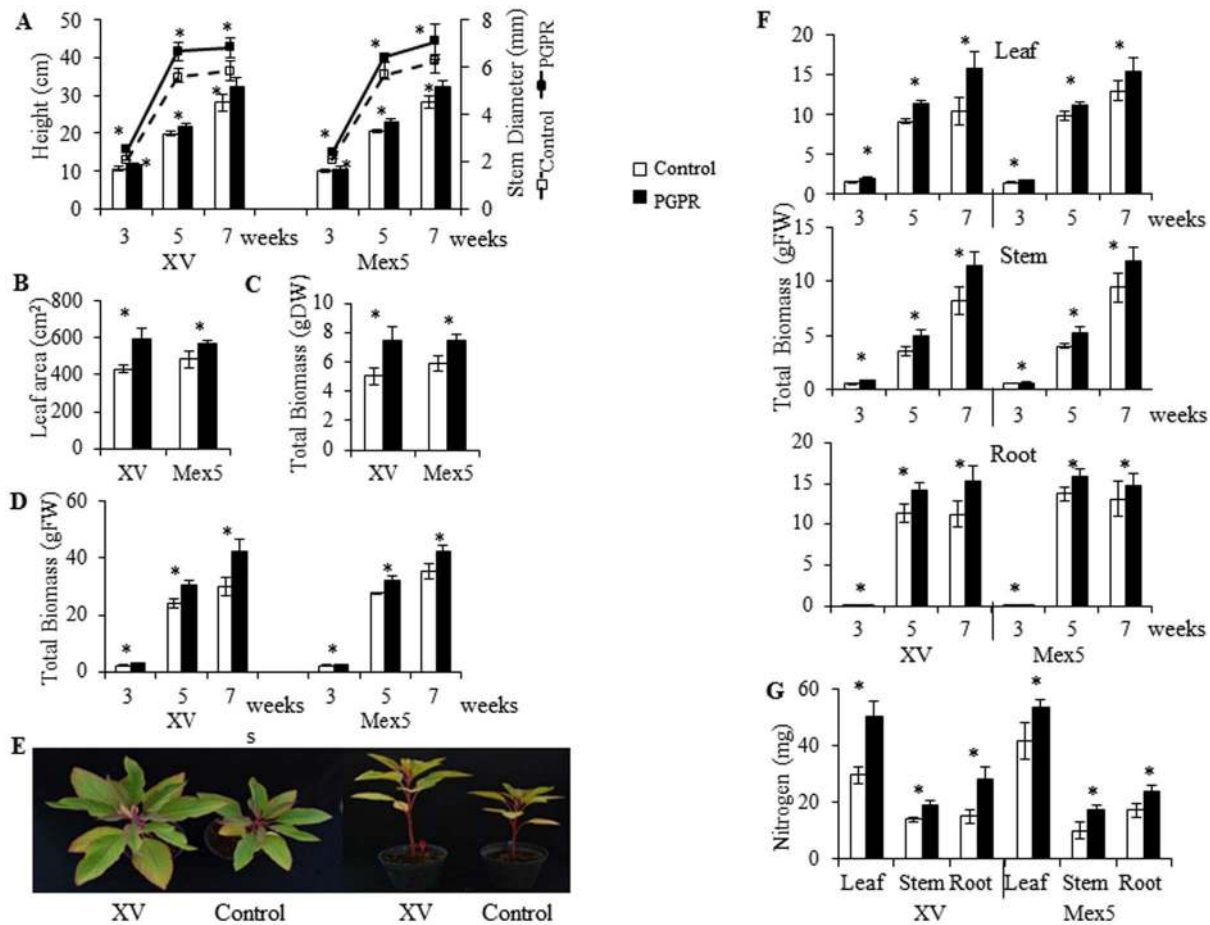 A
Height (cm)
50
40
30
20
10
0
8
6
4
2
0
Stem Diameter (mm)
Control
PGPR
* * * * * * * * * * * *
3 5 7 weeks 3 5 7
XV Mex5
B
Leaf area (cm²)
800
600
400
200
0
* *
XV Mex5
C
Total Biomass (gDW)
10
8
6
4
2
0
* *
XV Mex5
D
Total Biomass (gFW)
60
40
20
0
* * * * * *
3 5 7 weeks 3 5 7
XV Mex5
s
E
XV Control XV Control
Control
PGPR
F
Total Biomass (gFW)
Leaf
20
15
10
5
0
* * * * * *
3 5 7 3 5 7 weeks
Stem
15
10
5
0
* * * * * *
3 5 7 3 5 7 weeks
Root
20
15
10
5
0
* * * * * *
3 5 7 3 5 7 weeks
XV Mex5
G
Nitrogen (mg)
60
40
20
0
* * * * * *
Leaf Stem Root Leaf Stem Root
XV Mex5